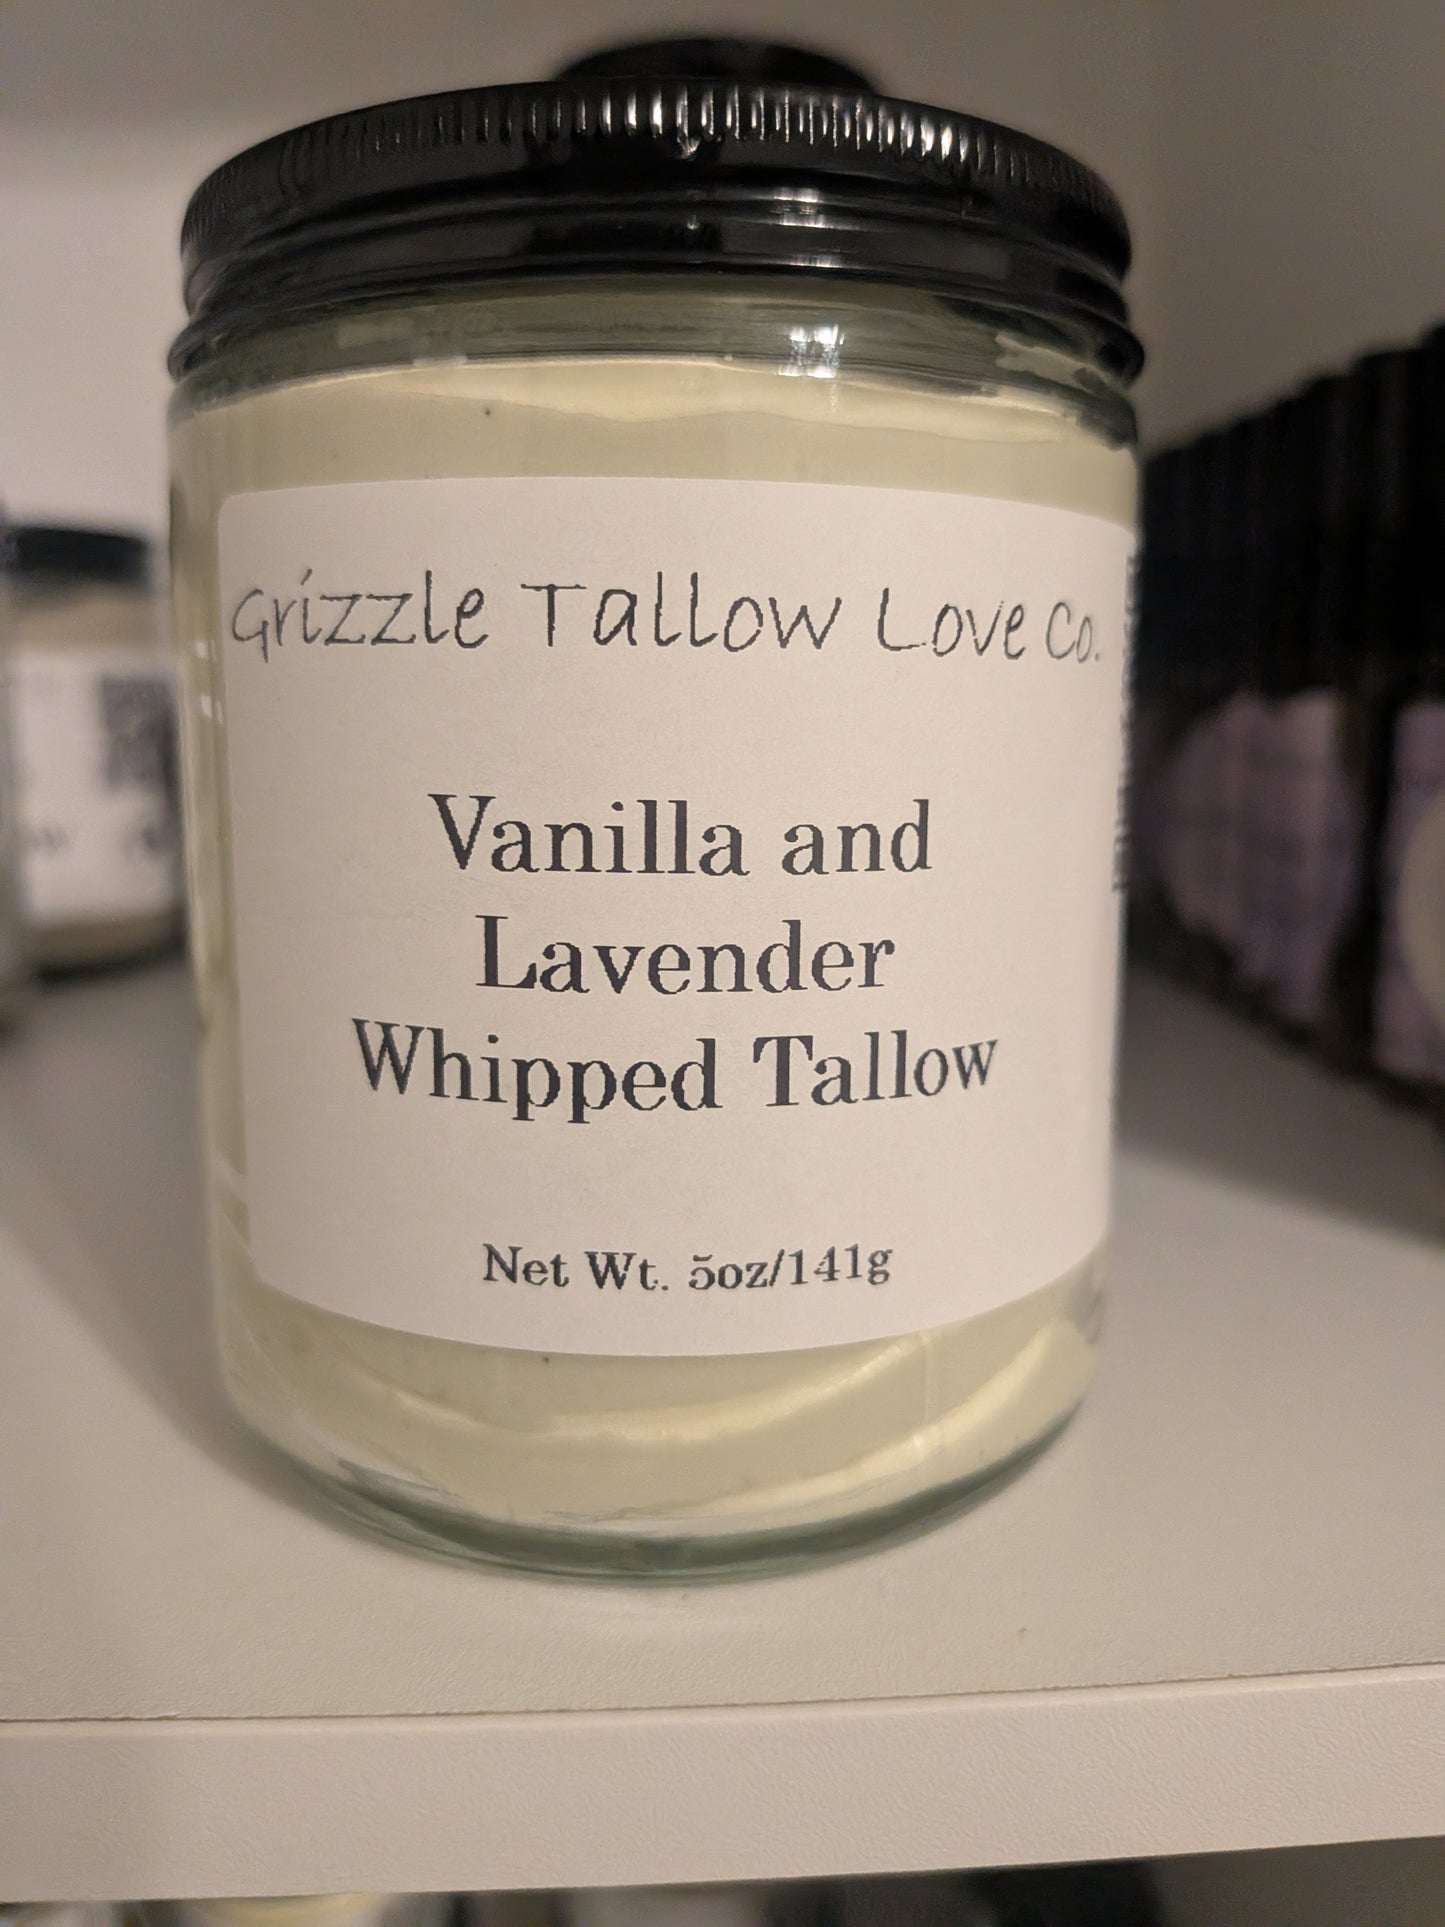 Grizzle Tallow Love Co.
Vanilla and
Lavender
Whipped Tallow
Net Wt. 5oz/141g